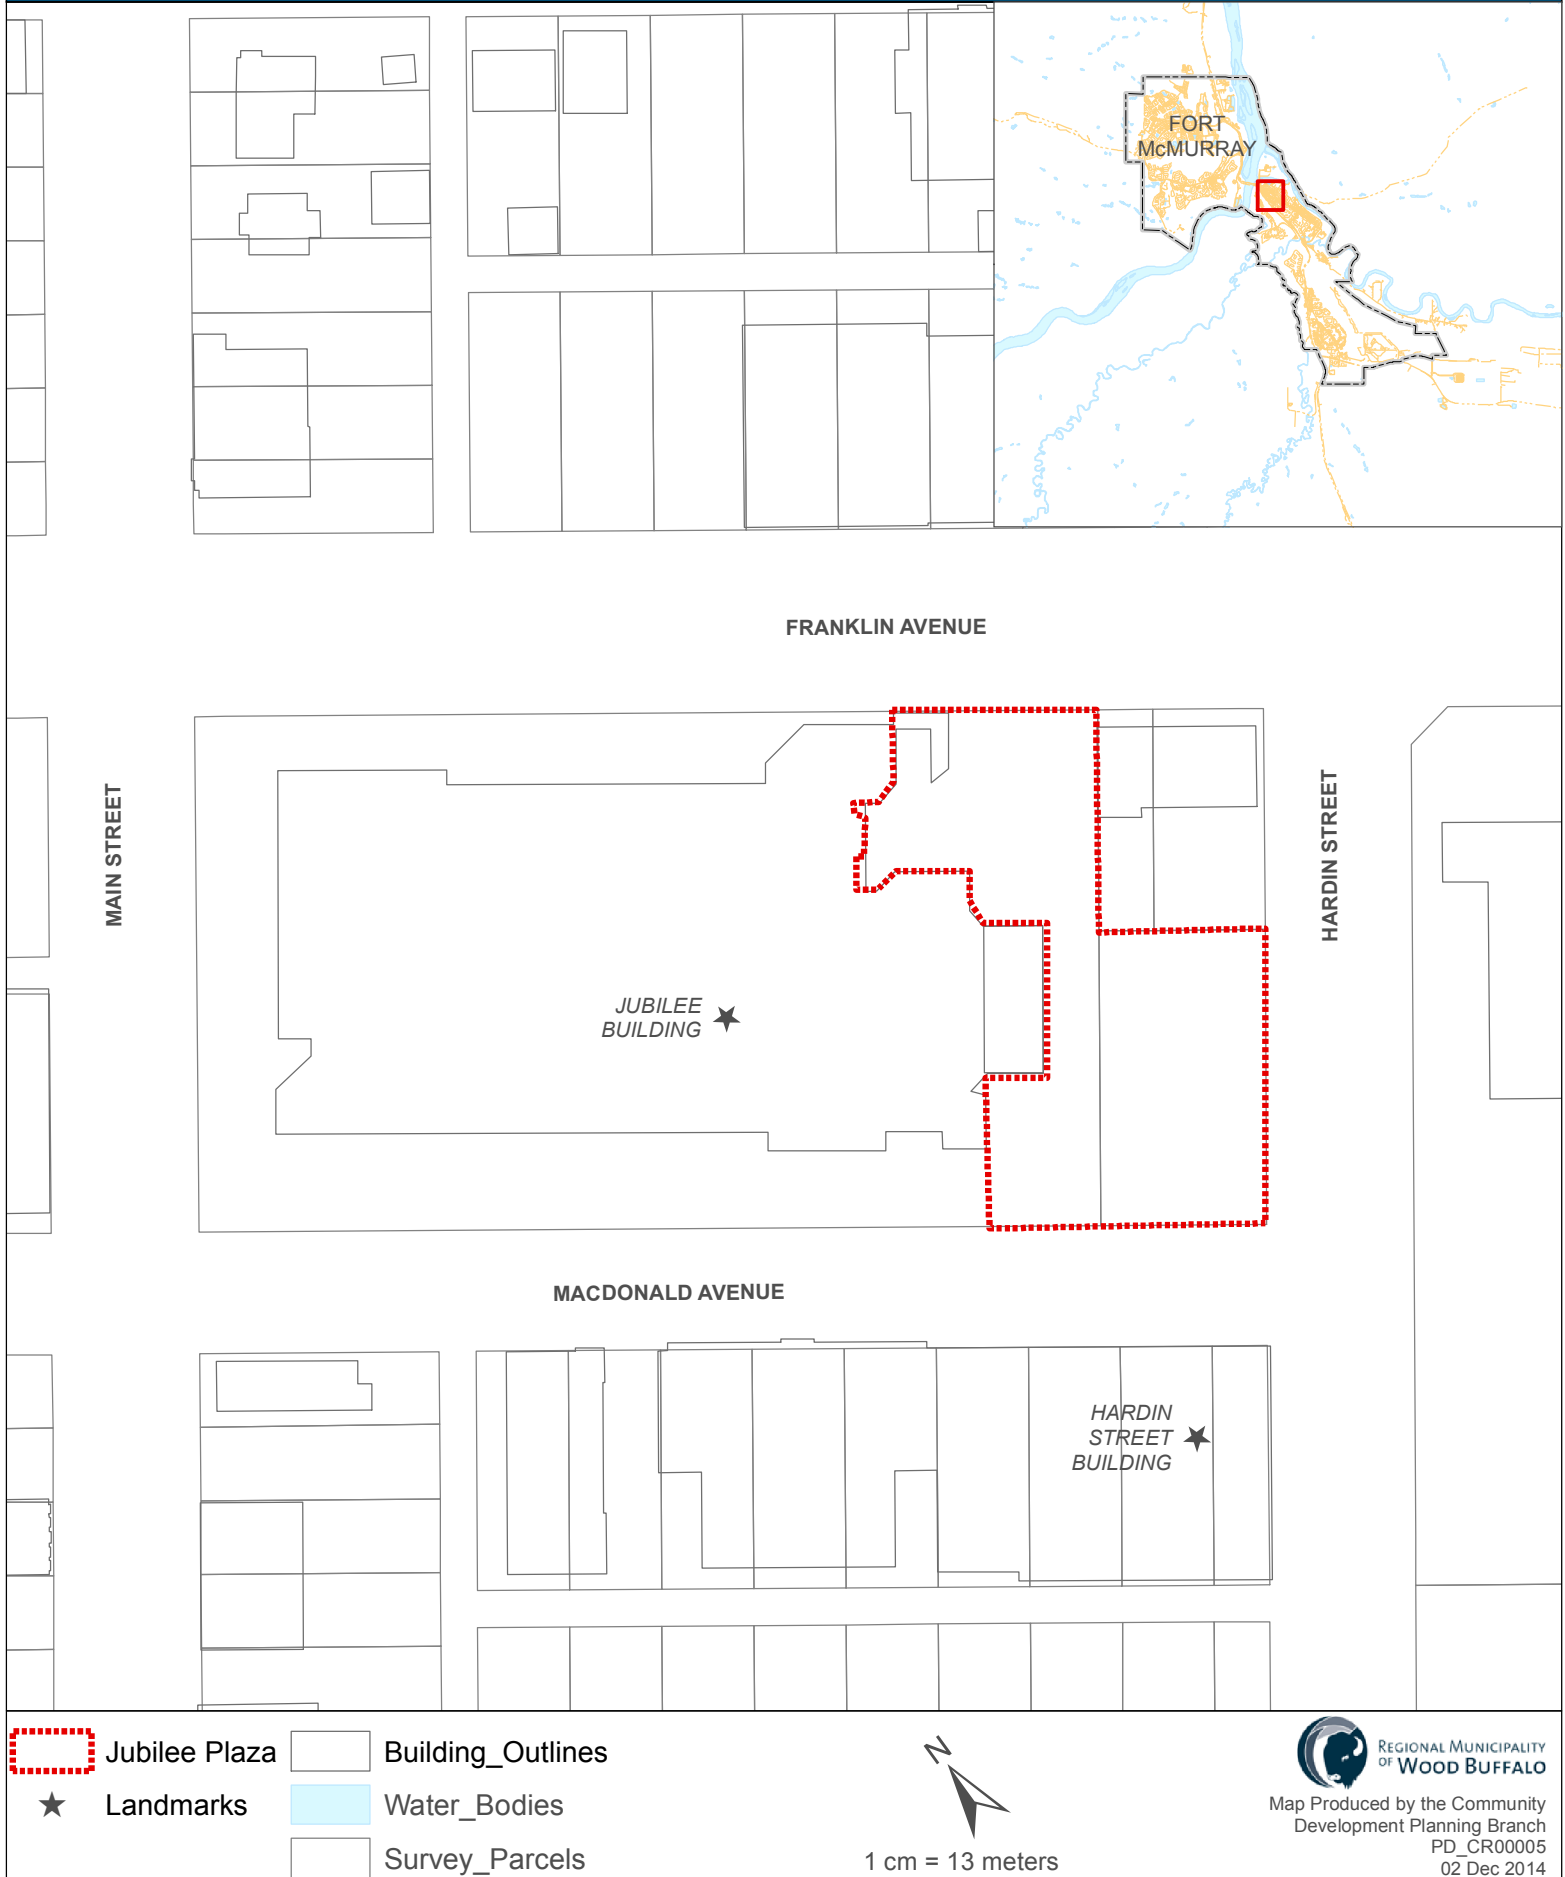 FORT
McMURRAY
FRANKLIN AVENUE
MAIN STREET
HARDIN STREET
JUBILEE
BUILDING
MACDONALD AVENUE
HARDIN
STREET
BUILDING
Jubilee Plaza
Landmarks
Building_Outlines
Water_Bodies
Survey_Parcels
N
1 cm = 13 meters
REGIONAL MUNICIPALITY
OF WOOD BUFFALO
Map Produced by the Community
Development Planning Branch
PD_CR00005
02 Dec 2014